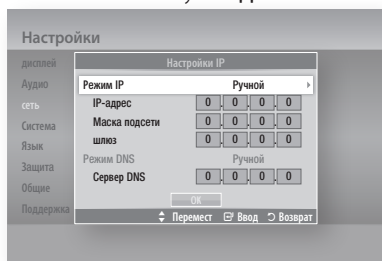 Настройки
дисплей
Аудио
сеть
Система
Язык
Защита
Общие
Поддержка
Настройки IP
Режим IP Ручной
IP-адрес 0 . 0 . 0 . 0
Маска подсети 0 . 0 . 0 . 0
шлюз 0 . 0 . 0 . 0
Режим DNS Ручной
Сервер DNS 0 . 0 . 0 . 0
OK
Перемест Ввод Возврат